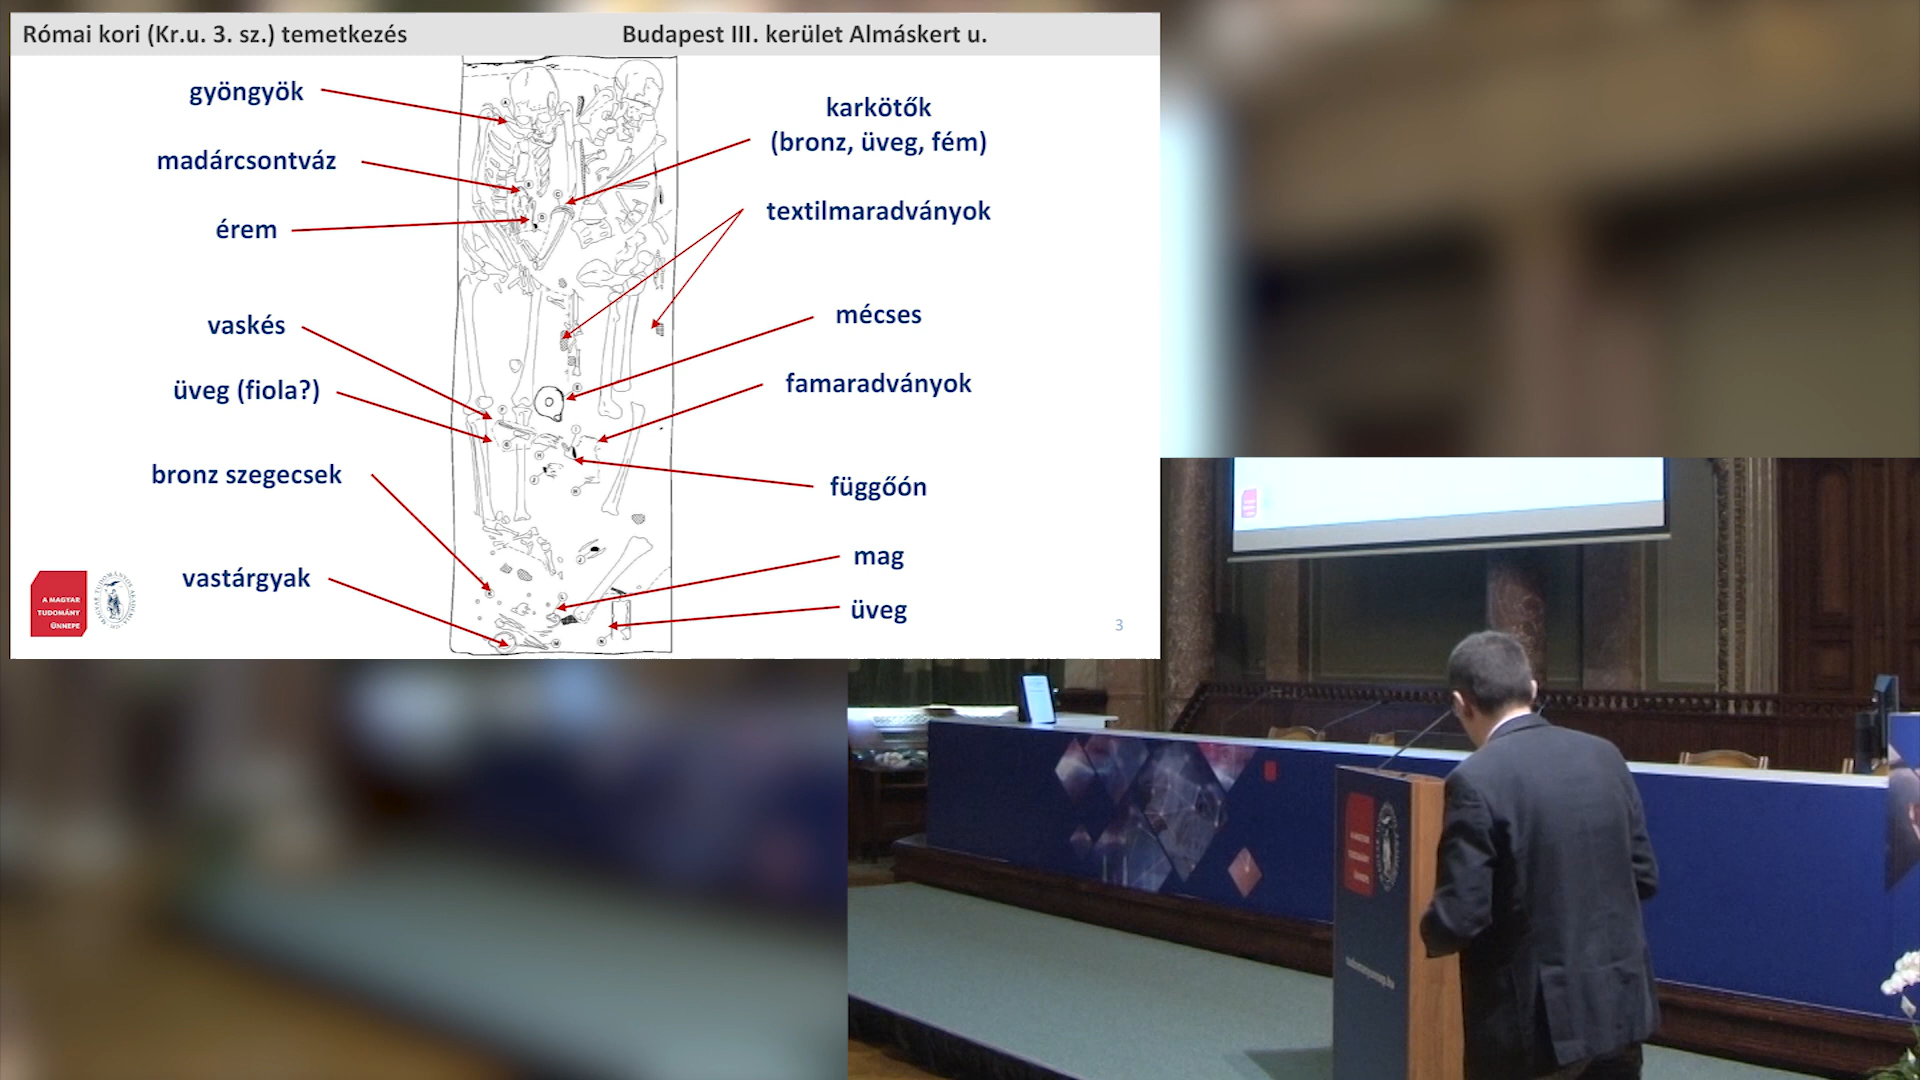 Római kori (Kr.u. 3. sz.) temetkezés
Budapest III. kerület Almáskert u.
gyöngyök
madárcsontváz
érem
vaskés
üveg (fiola?)
bronz szegecsek
vastárgyak
karkötők
(bronz, üveg, fém)
textilmaradványok
mécses
famaradványok
függőón
mag
üveg
A MAGYAR
TUDOMÁNY
ÜNNEPE
3